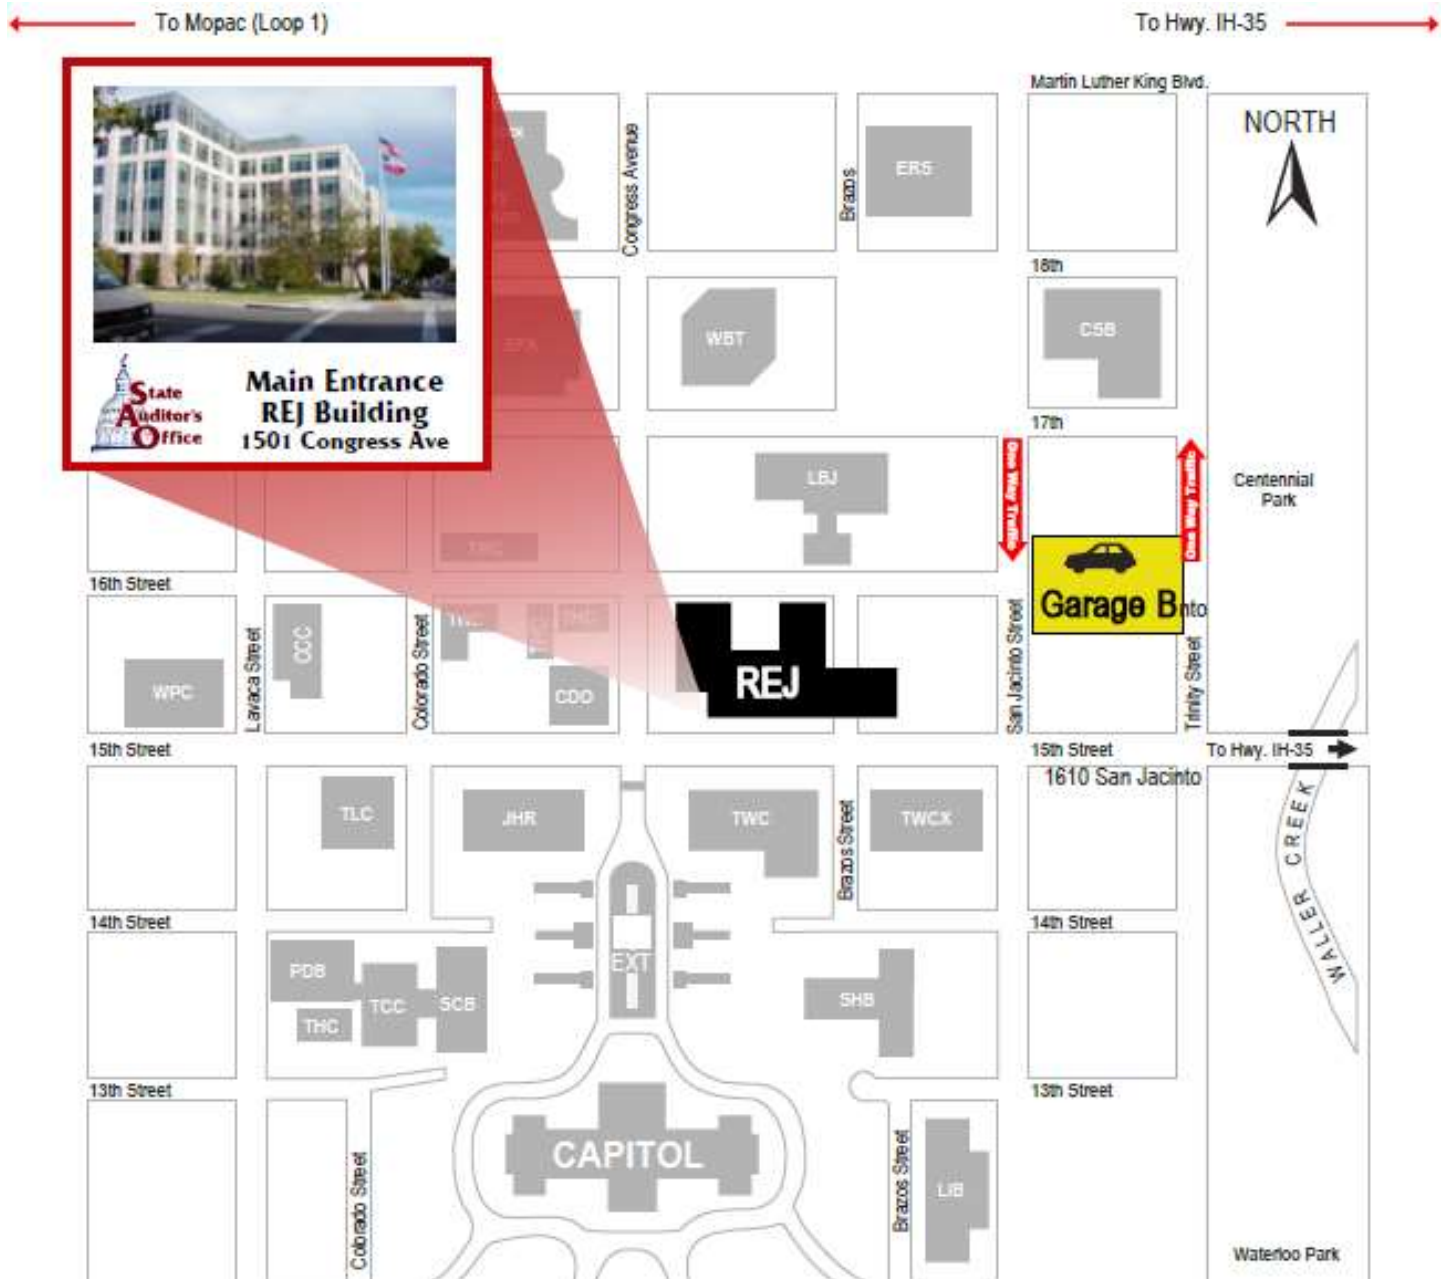 To Mopac (Loop 1)
To Hwy. IH-35
Martin Luther King Blvd.
NORTH
Congress Avenue
Brazos
ERS
18th
WBT
CSB
State
Auditor's
Office
Main Entrance
REJ Building
1501 Congress Ave
17th
One Way Traffic
One Way Traffic
LBJ
Centennial
Park
16th Street
Garage B
nto
Lavaca Street
CCC
Colorado Street
WPC
CDO
REJ
San Jacinto Street
Trinity Street
15th Street
15th Street
To Hwy. IH-35
1610 San Jacinto
TLC
JHR
TWC
Brazos Street
TWCX
WALLER CREEK
14th Street
14th Street
PDB
TCC
SCB
THC
EXT
SHB
13th Street
13th Street
CAPITOL
Colorado Street
Brazos Street
LIB
Waterloo Park